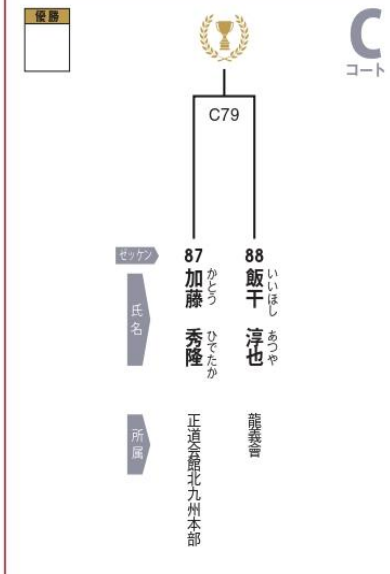 優勝
C
コート
C79
ゼッケン
87
88
氏名
加藤 秀隆
かとう ひでたか
飯干 淳也
いいほし あつや
所属
正道会館北九州本部
龍義會